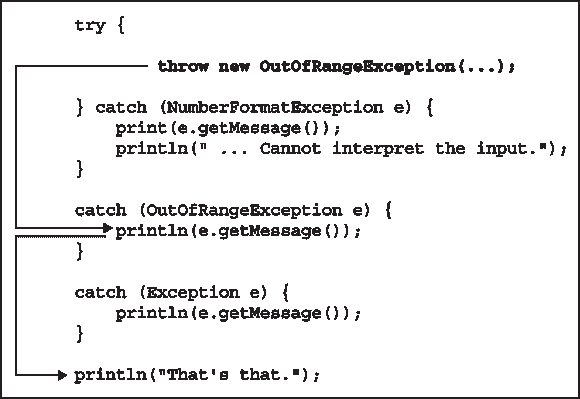 try {
throw new OutOfRangeException(...);
} catch (NumberFormatException e) {
print(e.getMessage());
println(" ... Cannot interpret the input.");
}
catch (OutOfRangeException e) {
println(e.getMessage());
}
catch (Exception e) {
println(e.getMessage());
}
println("That's that.");